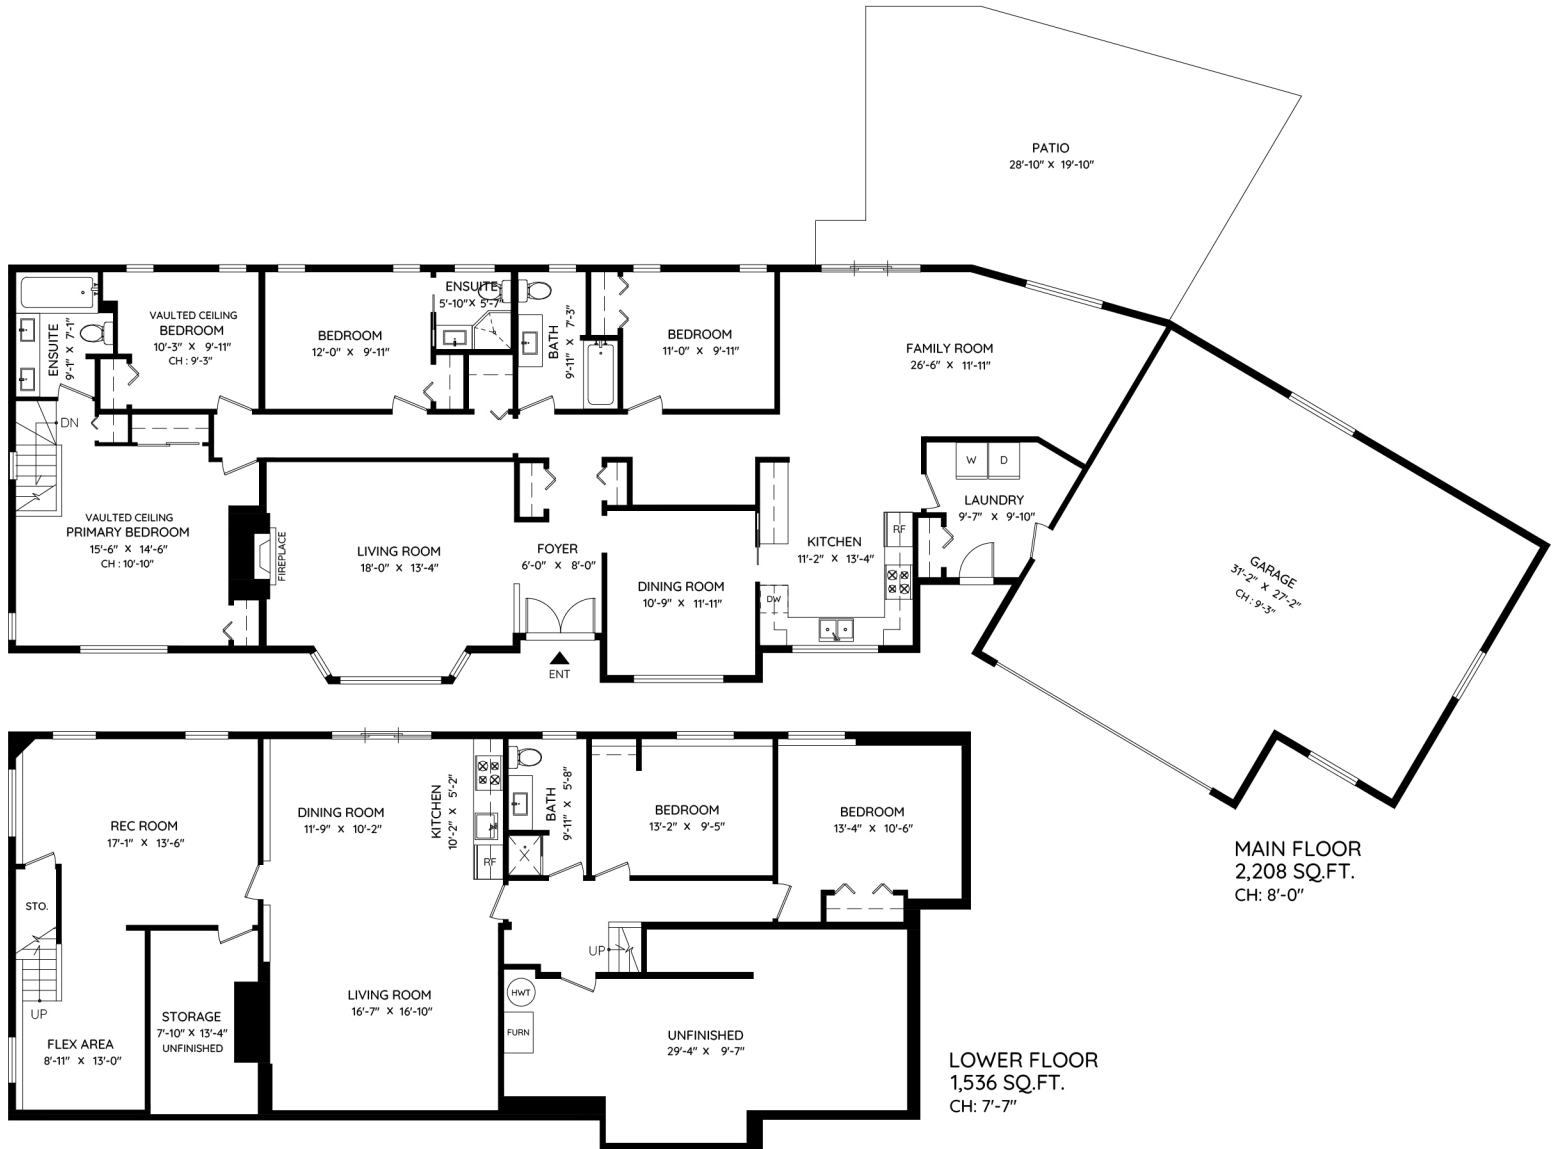 PATIO
28'-10" X 19'-10"
ENSUITE
9'-1" X 7'-1"
VAULTED CEILING
BEDROOM
10'-3" X 9'-11"
CH : 9'-3"
BEDROOM
12'-0" X 9'-11"
ENSUITE
5'-10" X 5'-7"
BATH
9'-11" X 7'-3"
BEDROOM
11'-0" X 9'-11"
FAMILY ROOM
26'-6" X 11'-11"
DN
VAULTED CEILING
PRIMARY BEDROOM
15'-6" X 14'-6"
CH : 10'-10"
FIREPLACE
LIVING ROOM
18'-0" X 13'-4"
FOYER
6'-0" X 8'-0"
ENT
DINING ROOM
10'-9" X 11'-11"
KITCHEN
11'-2" X 13'-4"
RF
DW
W D
LAUNDRY
9'-7" X 9'-10"
GARAGE
31'-2" X 27'-2"
CH : 9'-3"
MAIN FLOOR
2,208 SQ.FT.
CH: 8'-0"
REC ROOM
17'-1" X 13'-6"
STO.
UP
FLEX AREA
8'-11" X 13'-0"
STORAGE
7'-10" X 13'-4"
UNFINISHED
DINING ROOM
11'-9" X 10'-2"
KITCHEN
10'-2" X 5'-2"
RF
LIVING ROOM
16'-7" X 16'-10"
BATH
9'-11" X 5'-8"
BEDROOM
13'-2" X 9'-5"
BEDROOM
13'-4" X 10'-6"
UP
HWT
FURN
UNFINISHED
29'-4" X 9'-7"
LOWER FLOOR
1,536 SQ.FT.
CH: 7'-7"